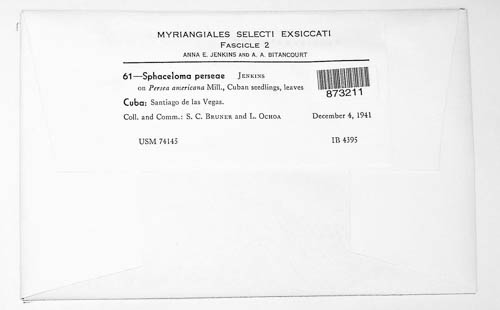 MYRIANGIALES SELECTI EXSICCATI
FASCICLE 2
ANNA E. JENKINS AND A. A. BITANCOURT
61—Sphaceloma perseae JENKINS
on Persea americana Mill., Cuban seedlings, leaves
873211
Cuba: Santiago de las Vegas.
Coll. and Comm.: S. C. BRUNER and L. OCHOA December 4, 1941
USM 74145 IB 4395